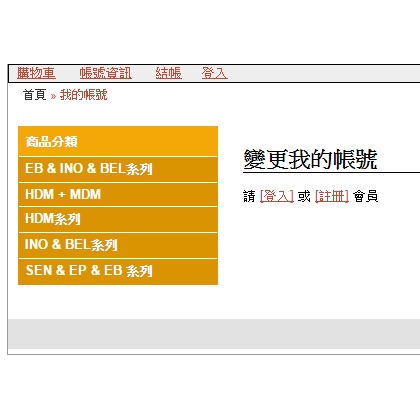 購物車 帳號資訊 結帳 登入
首頁 » 我的帳號
商品分類
EB & INO & BEL系列
HDM + MDM
HDM系列
INO & BEL系列
SEN & EP & EB 系列
變更我的帳號
請 [登入] 或 [註冊] 會員